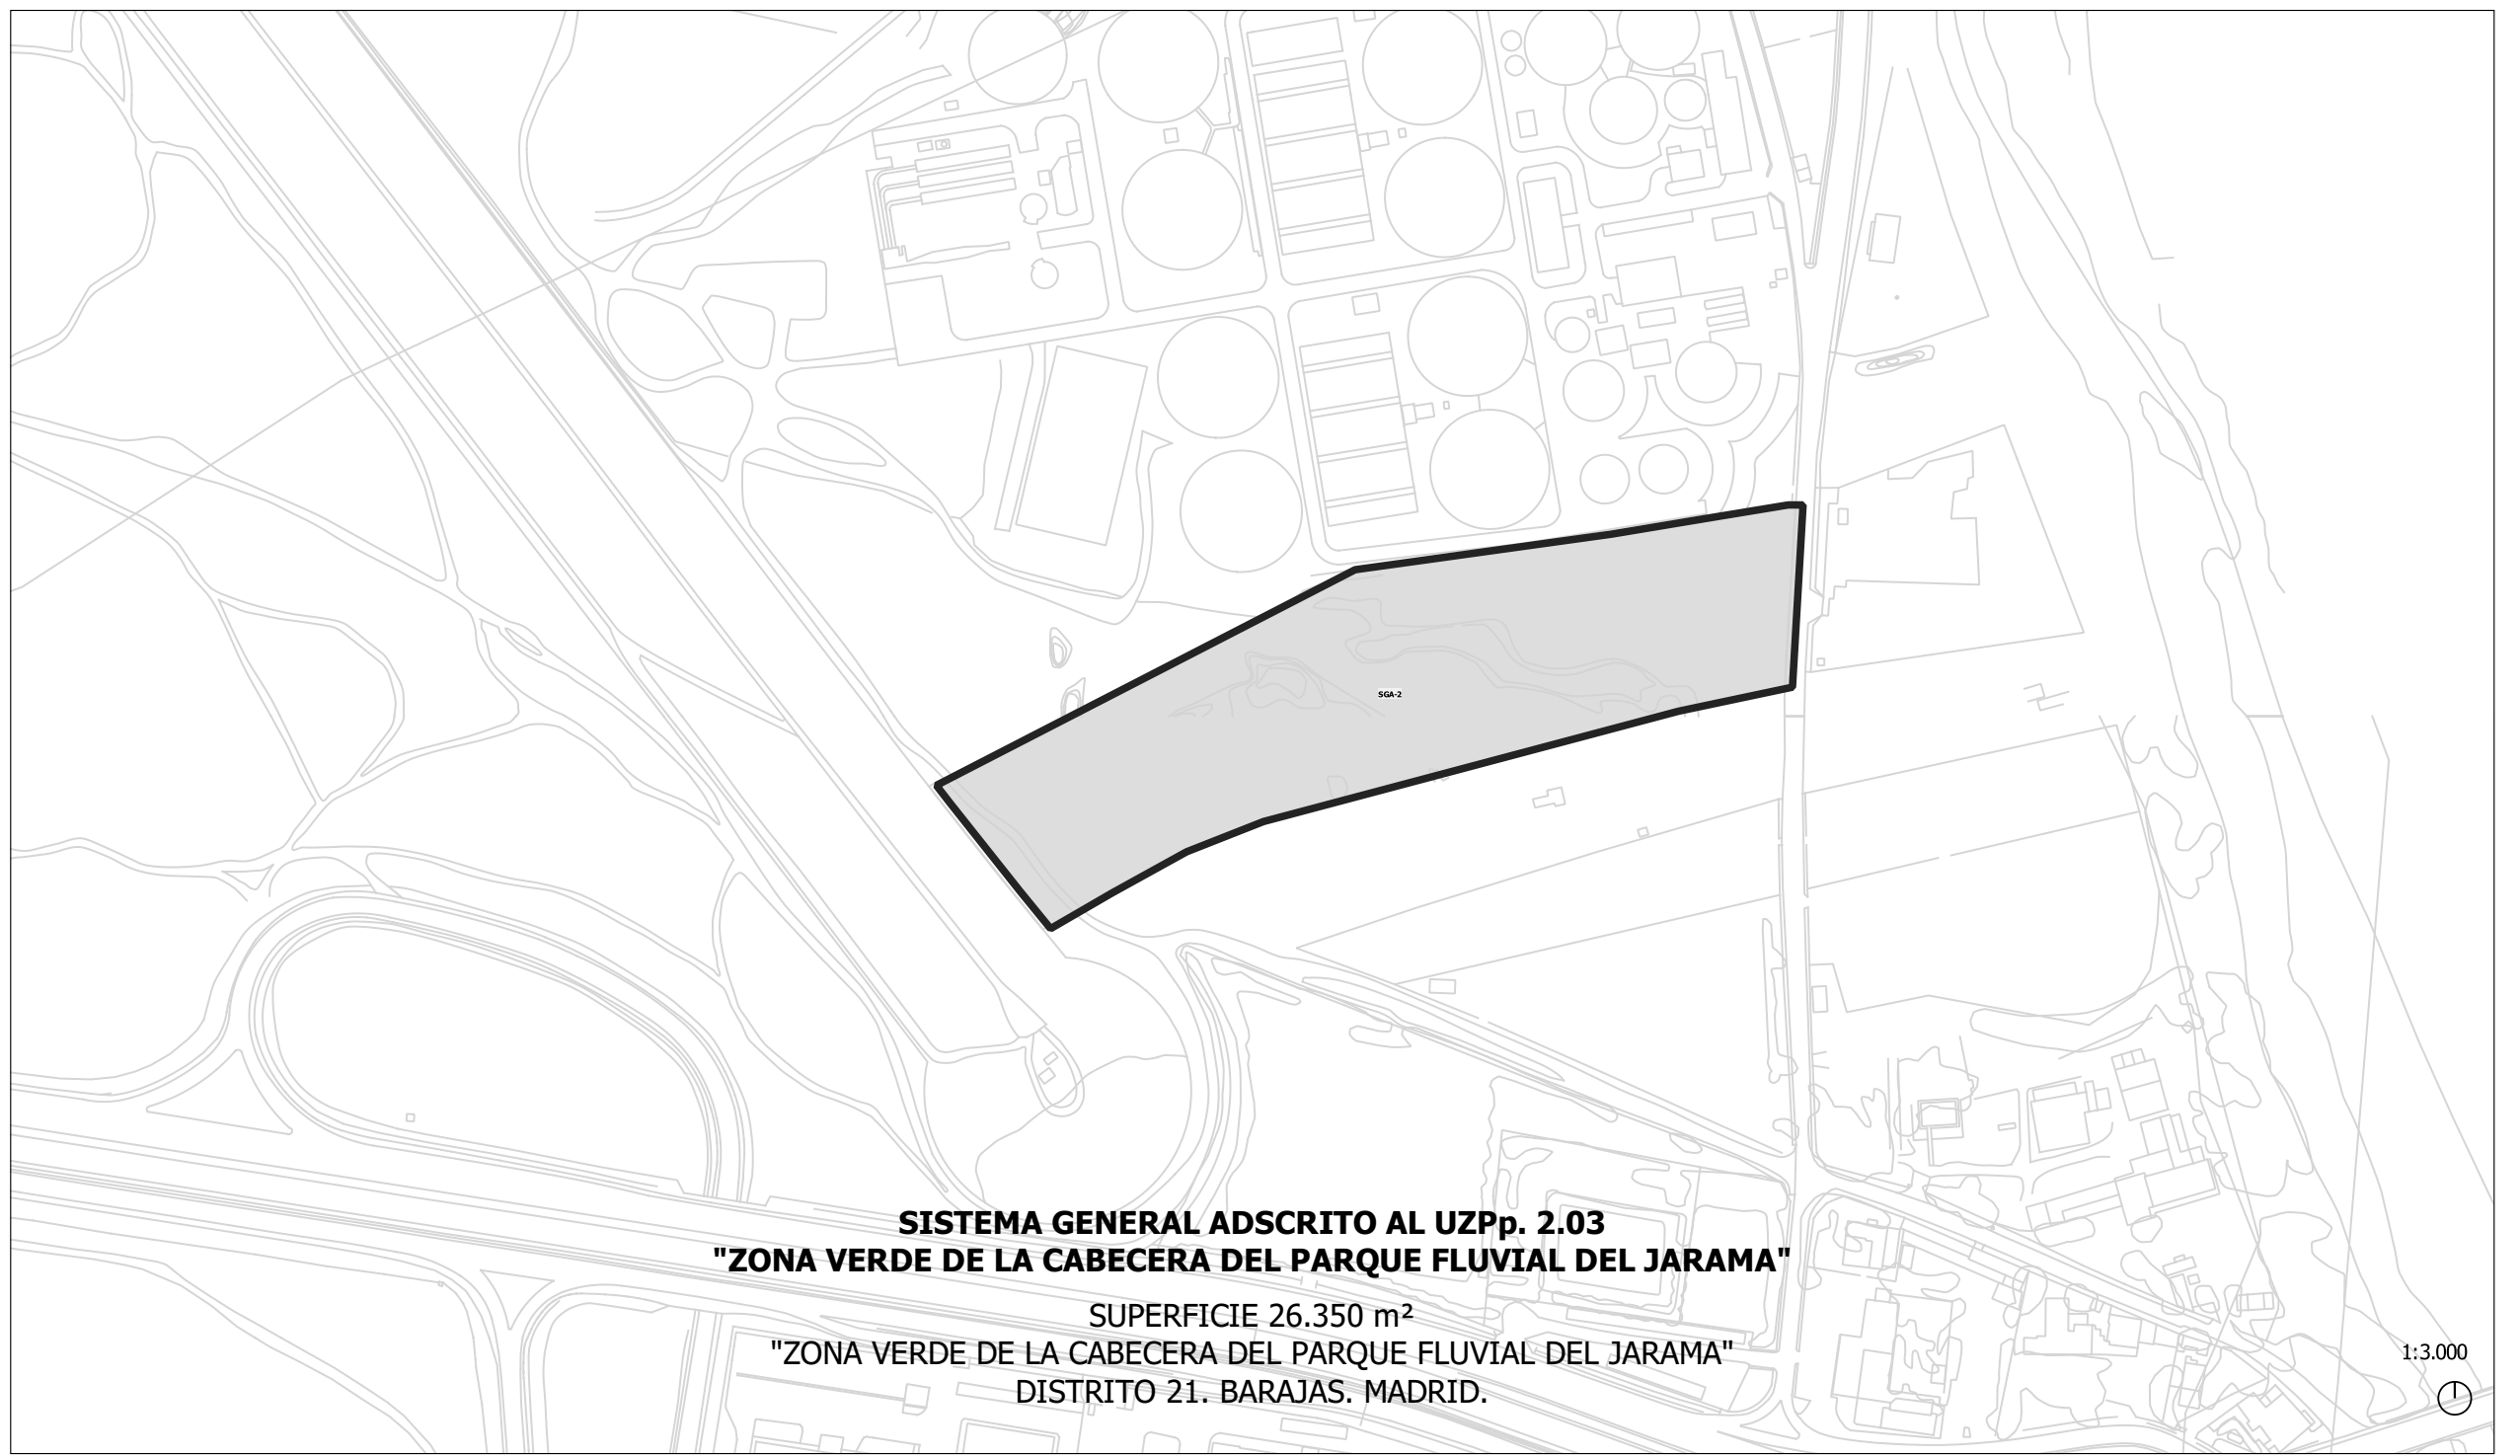 SGA-2
SISTEMA GENERAL ADSCRITO AL UZPp. 2.03
"ZONA VERDE DE LA CABECERA DEL PARQUE FLUVIAL DEL JARAMA"
SUPERFICIE 26.350 m²
"ZONA VERDE DE LA CABECERA DEL PARQUE FLUVIAL DEL JARAMA"
DISTRITO 21. BARAJAS. MADRID.
1:3.000